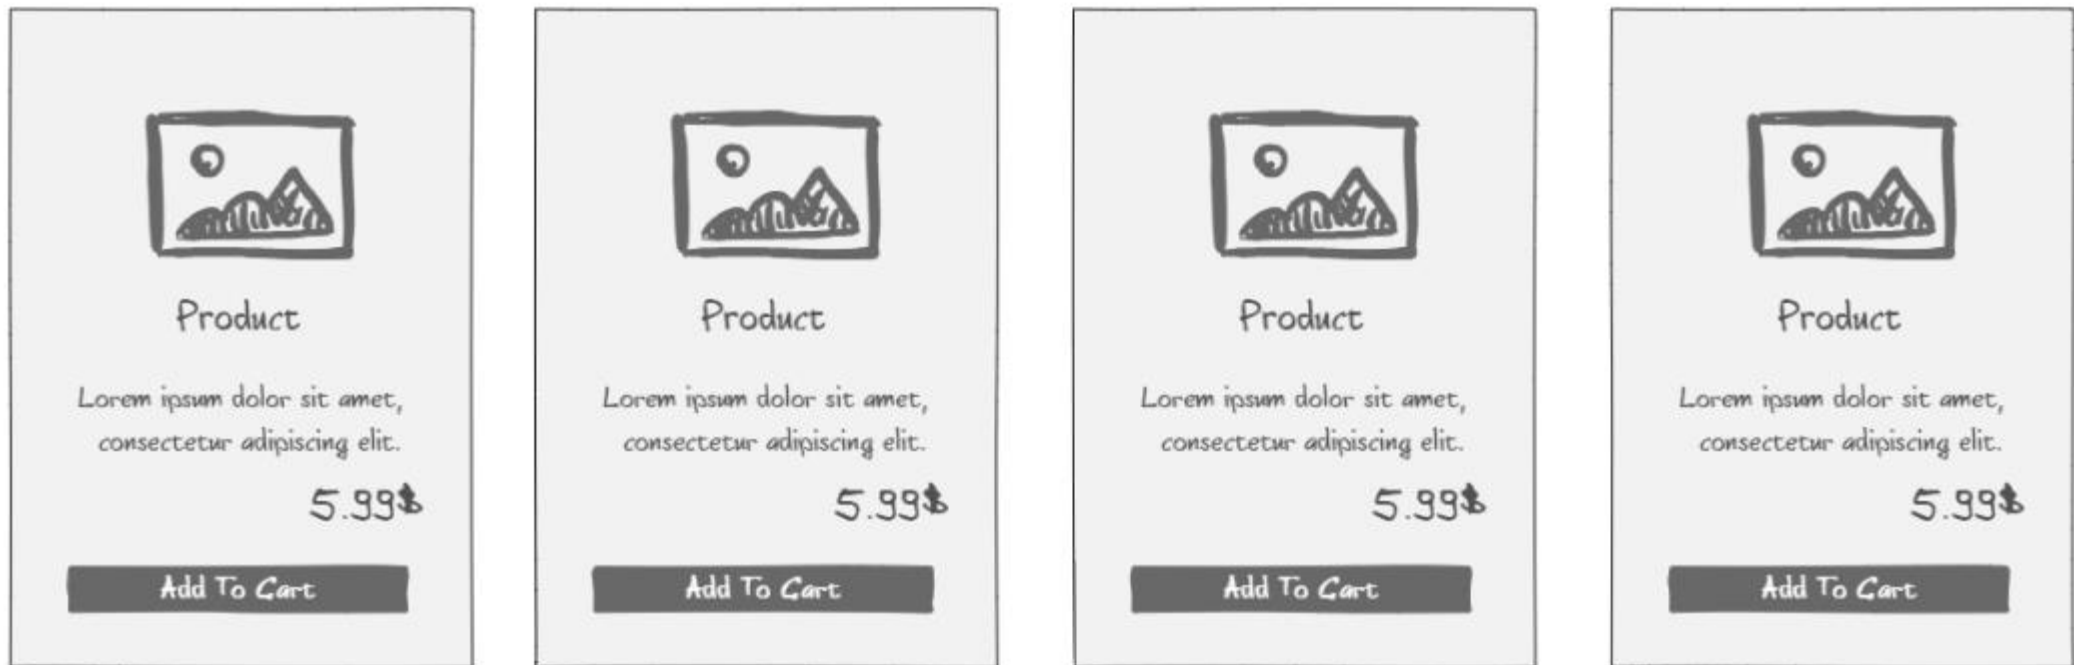 Product
Lorem ipsum dolor sit amet,
consectetur adipiscing elit.
5.99$
Add To Cart
Product
Lorem ipsum dolor sit amet,
consectetur adipiscing elit.
5.99$
Add To Cart
Product
Lorem ipsum dolor sit amet,
consectetur adipiscing elit.
5.99$
Add To Cart
Product
Lorem ipsum dolor sit amet,
consectetur adipiscing elit.
5.99$
Add To Cart